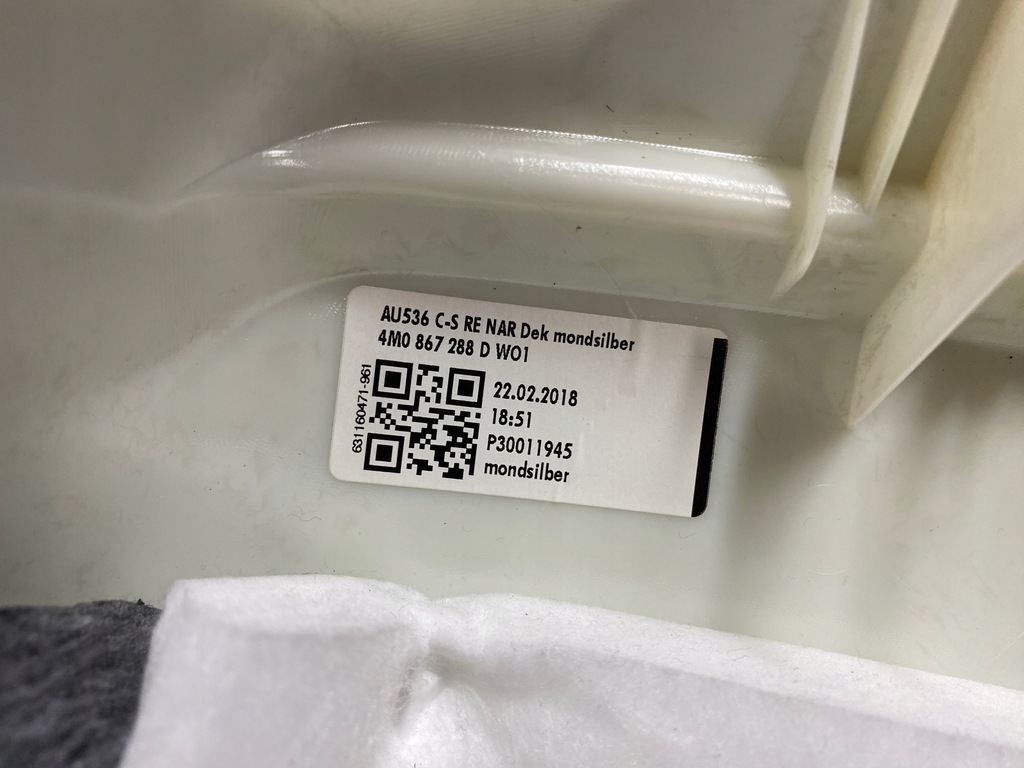 AU536 C-S RE NAR Dek mondsilber
4M0 867 288 D WO1
631160471-961
22.02.2018
18:51
P30011945
mondsilber